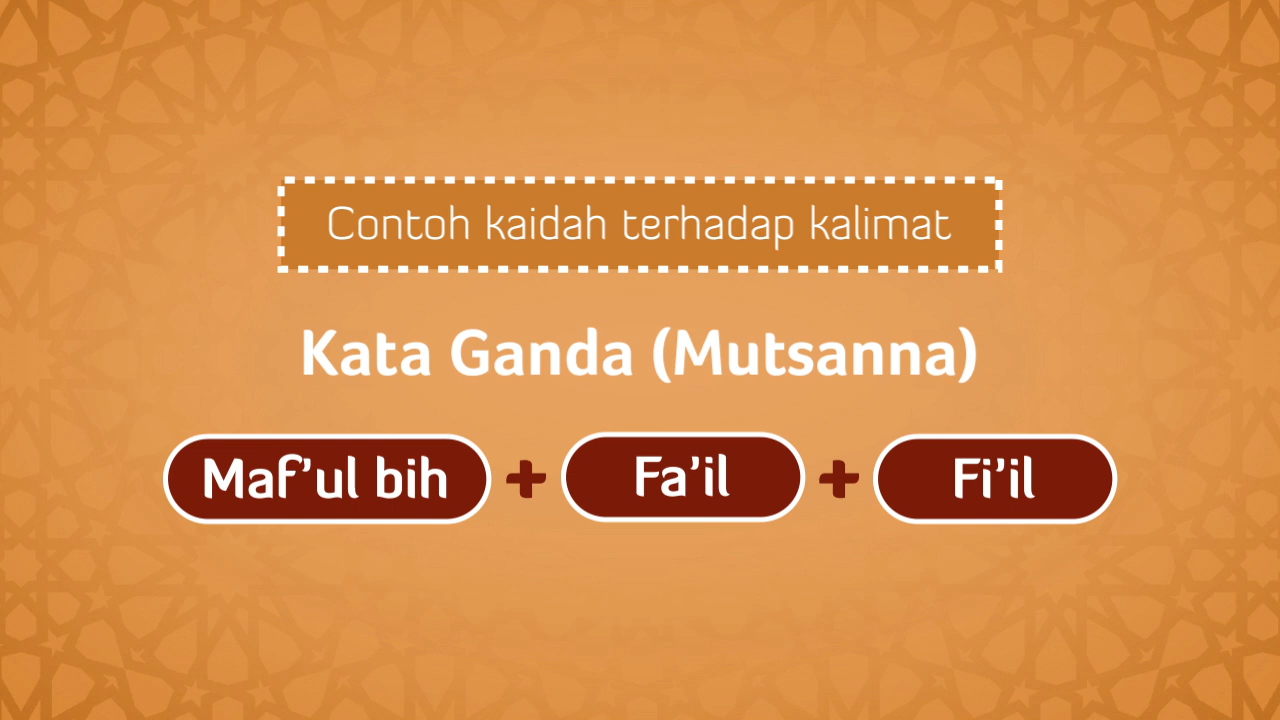 Contoh kaidah terhadap kalimat
Kata Ganda (Mutsanna)
Maf'ul bih + Fa'il + Fi'il